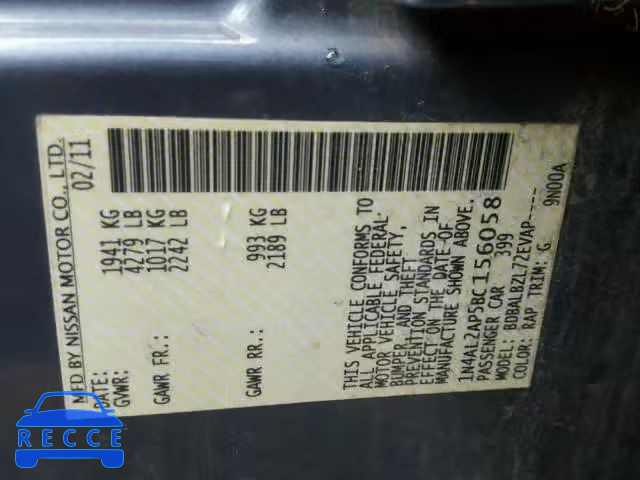 MFD BY NISSAN MOTOR CO., LTD.
DATE: 02/11
GVWR: 1941 KG
4279 LB
GAWR FR.: 1017 KG
2242 LB
GAWR RR.: 993 KG
2189 LB
THIS VEHICLE CONFORMS TO
ALL APPLICABLE FEDERAL
MOTOR VEHICLE SAFETY,
BUMPER, AND THEFT
PREVENTION STANDARDS IN
EFFECT ON THE DATE OF
MANUFACTURE SHOWN ABOVE.
1N4AL2AP5BC156058
PASSENGER CAR 399
MODEL: BDBALBZL72EVAP----
COLOR: RAP TRIM: G 9N00A
RECCE